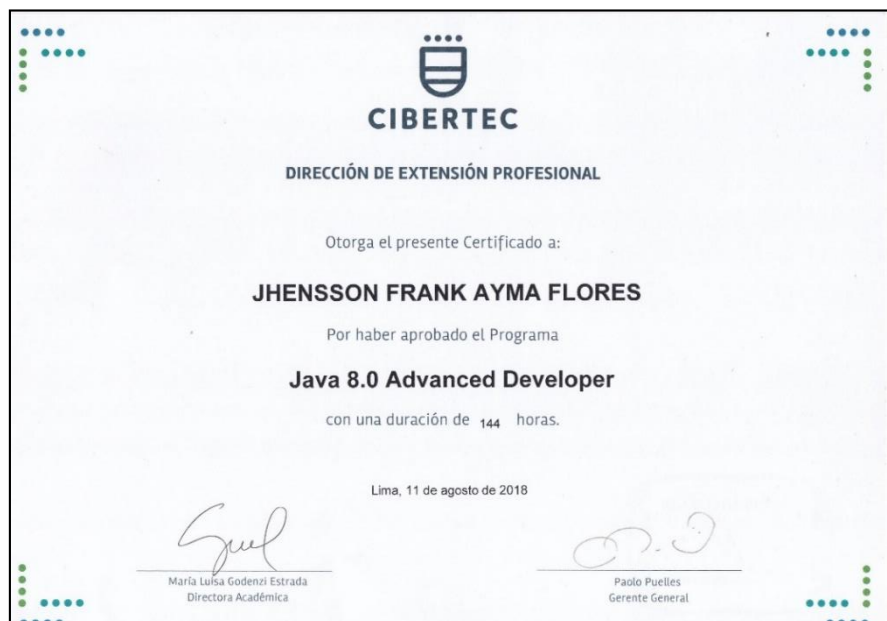 CIBERTEC
DIRECCIÓN DE EXTENSIÓN PROFESIONAL
Otorga el presente Certificado a:
JHENSSON FRANK AYMA FLORES
Por haber aprobado el Programa
Java 8.0 Advanced Developer
con una duración de 144 horas.
Lima, 11 de agosto de 2018
María Luisa Godenzi Estrada
Directora Académica
Paolo Puelles
Gerente General